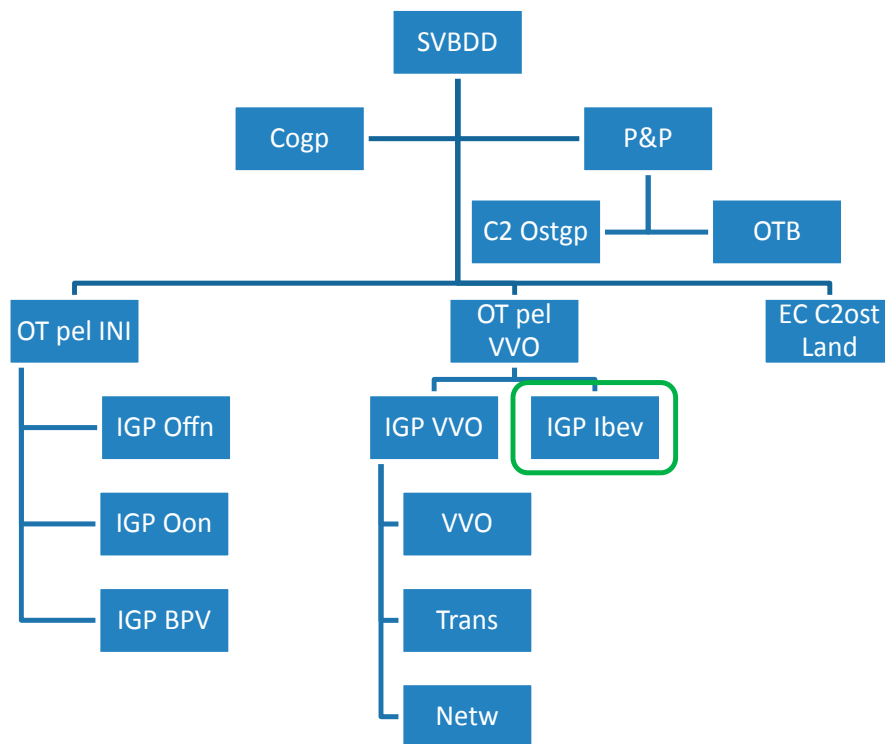 SVBDD
Cogp
P&P
C2 Ostgp
OTB
OT pel INI
OT pel
VVO
EC C2ost
Land
IGP Offn
IGP VVO
IGP Ibev
IGP Oon
VVO
IGP BPV
Trans
Netw